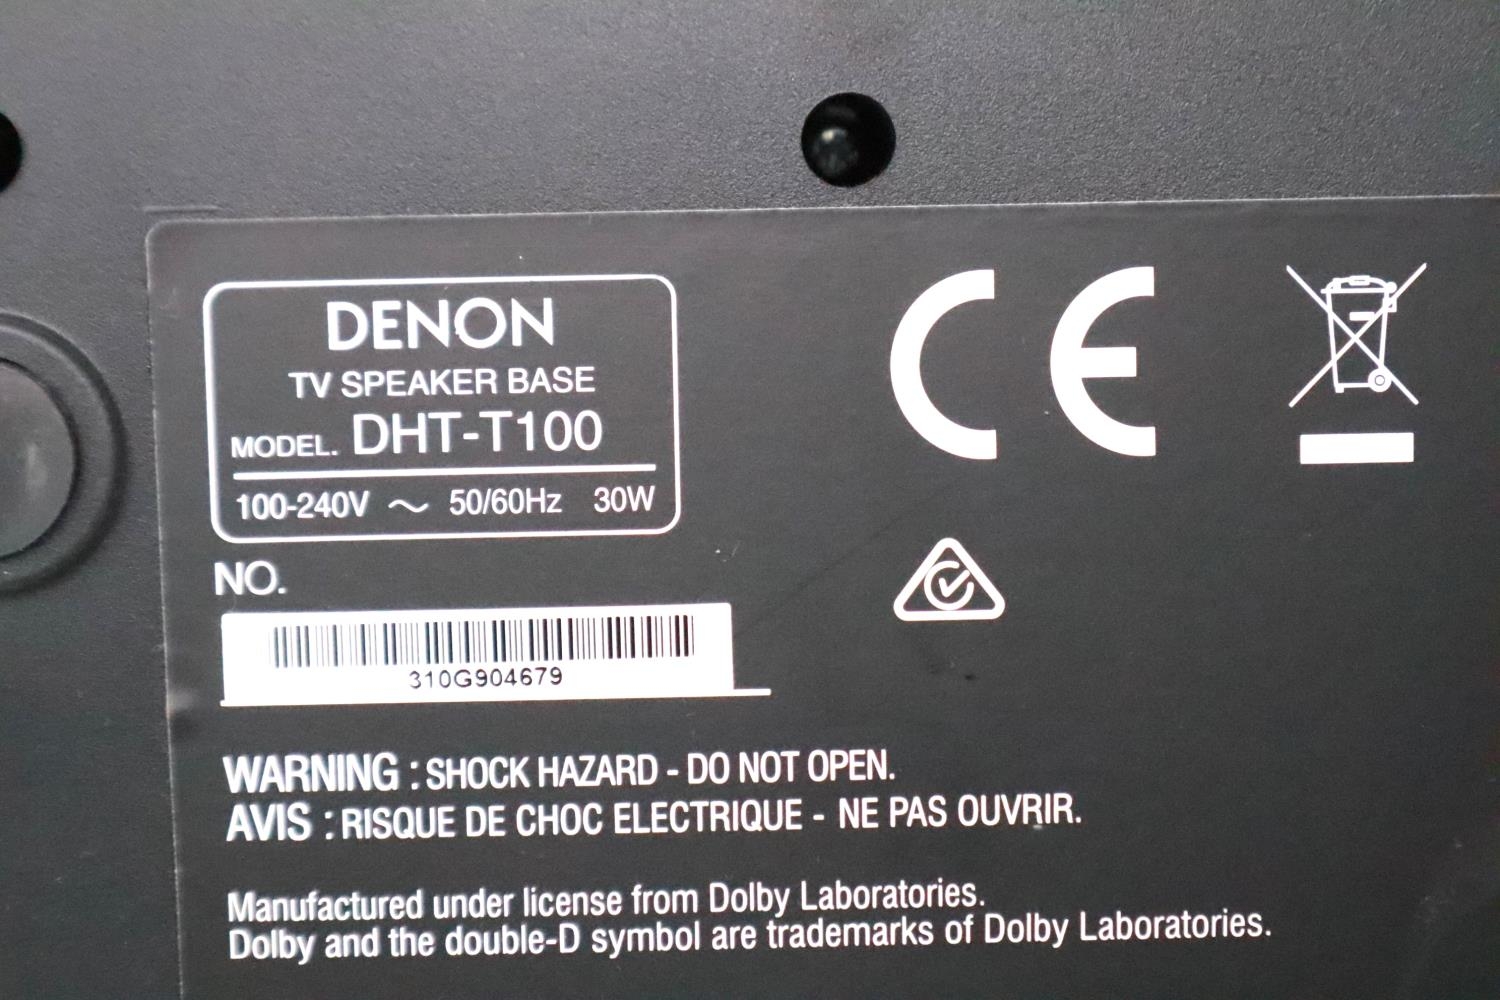 DENON
TV SPEAKER BASE
MODEL. DHT-T100
100-240V ~ 50/60Hz 30W
NO.
310G904679
CE
WARNING : SHOCK HAZARD - DO NOT OPEN.
AVIS : RISQUE DE CHOC ELECTRIQUE - NE PAS OUVRIR.
Manufactured under license from Dolby Laboratories.
Dolby and the double-D symbol are trademarks of Dolby Laboratories.